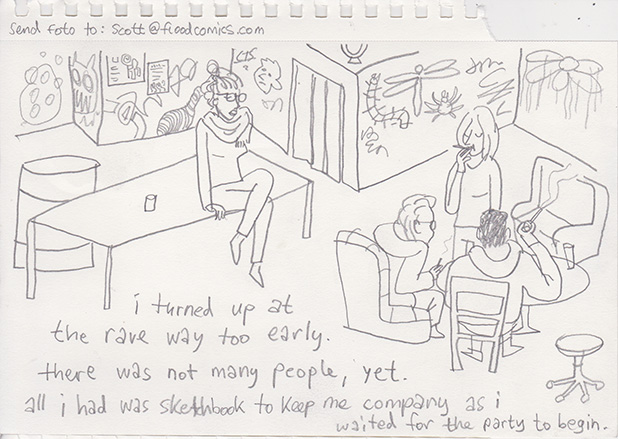 send foto to: Scott@floodcomics.com
i turned up at
the rave way too early.
there was not many people, yet.
all i had was sketchbook to keep me company as i
waited for the party to begin.